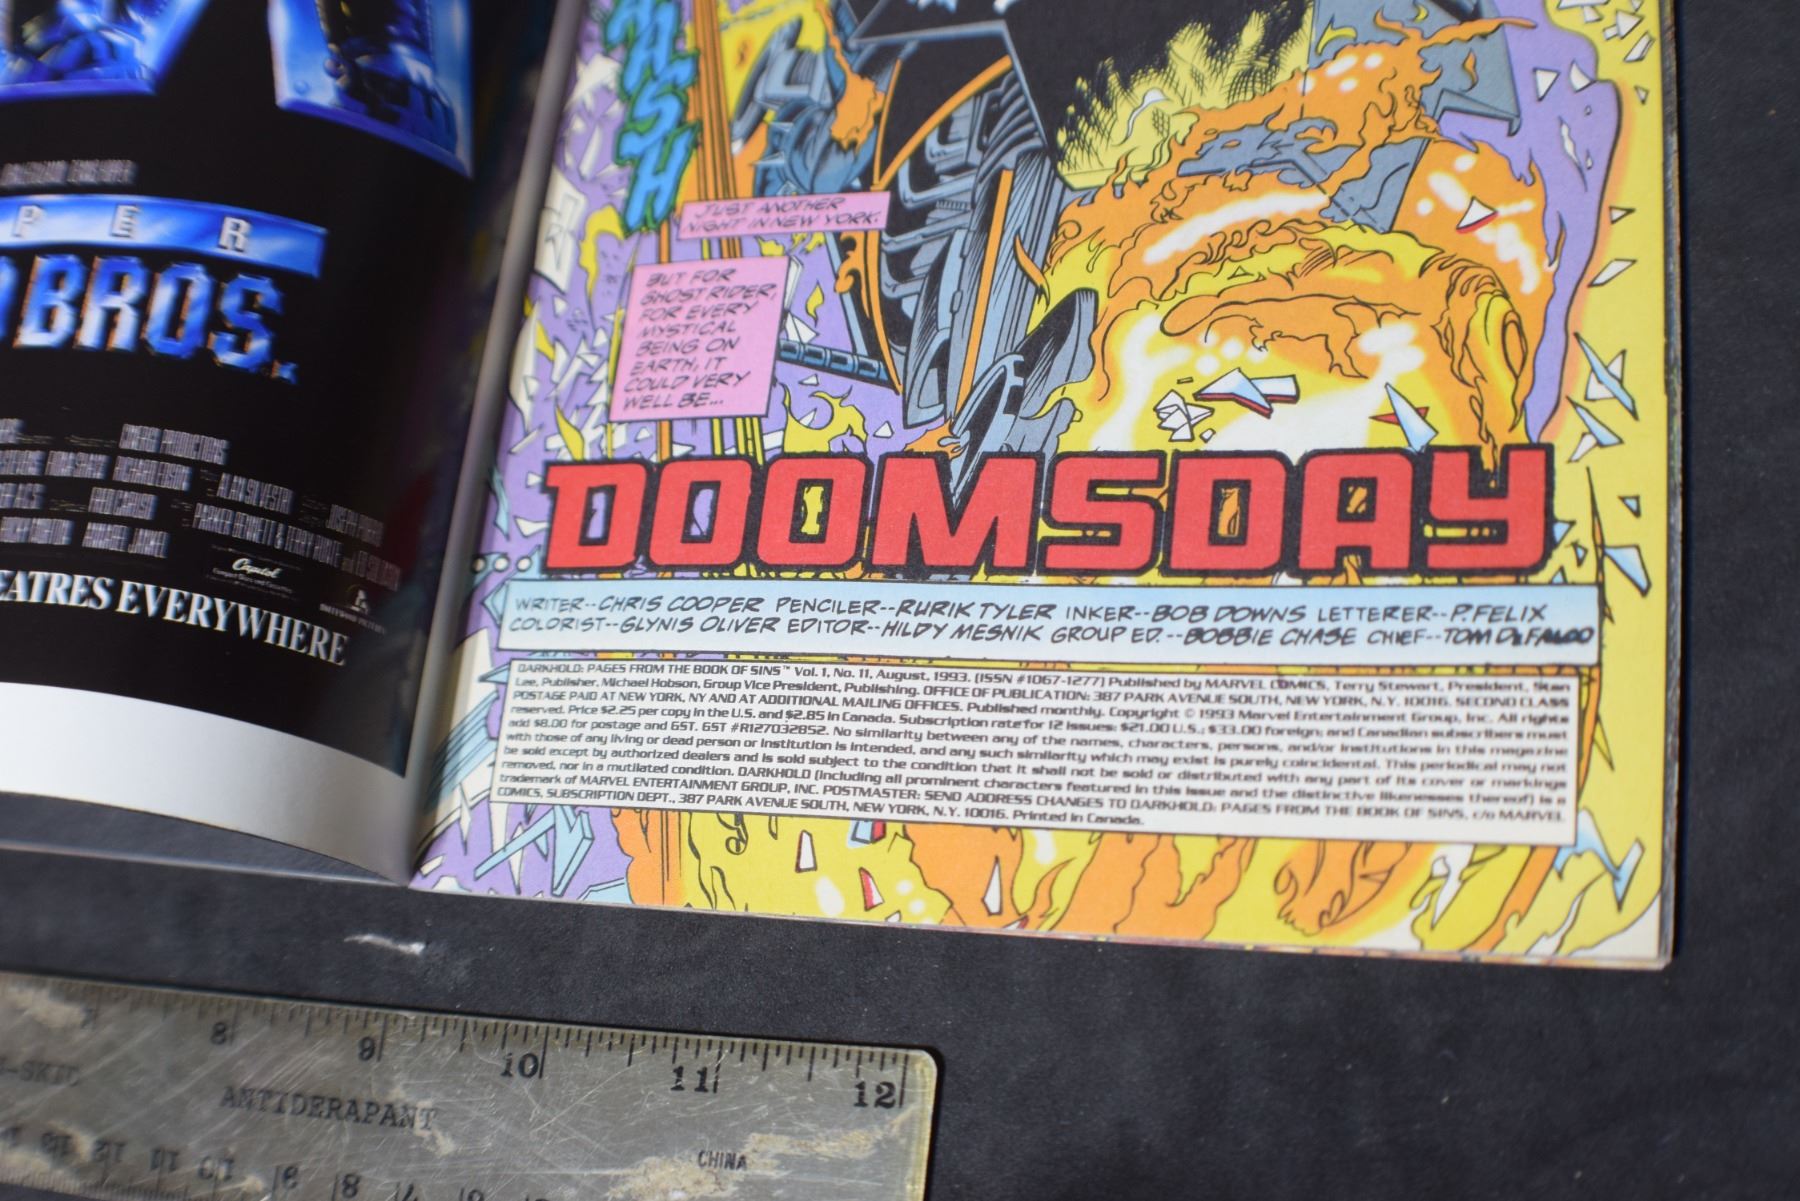 PER
BROS.
ALAN SILVESTRI
Capitol
EATRES EVERYWHERE
ASH
JUST ANOTHER
NIGHT IN NEW YORK.
BUT FOR
GHOST RIDER,
FOR EVERY
MYSTICAL
BEING ON
EARTH, IT
COULD VERY
WELL BE...
...DOOMSDAY
WRITER--CHRIS COOPER PENCILER--RURIK TYLER INKER--BOB DOWNS LETTERER--P.FELIX
COLORIST--GLYNIS OLIVER EDITOR--HILDY MESNIK GROUP ED.--BOBBIE CHASE CHIEF--TOM DeFALCO
DARKHOLD: PAGES FROM THE BOOK OF SINS™ Vol. 1, No. 11, August, 1993. (ISSN #1067-1277) Published by MARVEL COMICS, Terry Stewart, President, Stan
Lee, Publisher, Michael Hobson, Group Vice President, Publishing. OFFICE OF PUBLICATION: 387 PARK AVENUE SOUTH, NEW YORK, N.Y. 10016. SECOND CLASS
POSTAGE PAID AT NEW YORK, NY AND AT ADDITIONAL MAILING OFFICES. Published monthly. Copyright © 1993 Marvel Entertainment Group, Inc. All rights
reserved. Price $2.25 per copy in the U.S. and $2.85 in Canada. Subscription rate for 12 issues: $21.00 U.S.; $33.00 foreign; and Canadian subscribers must
add $8.00 for postage and GST. GST #R127032852. No similarity between any of the names, characters, persons, and/or institutions in this magazine
with those of any living or dead person or institution is intended, and any such similarity which may exist is purely coincidental. This periodical may not
be sold except by authorized dealers and is sold subject to the condition that it shall not be sold or distributed with any part of its cover or markings
removed, nor in a mutilated condition. DARKHOLD (including all prominent characters featured in this issue and the distinctive likenesses thereof) is a
trademark of MARVEL ENTERTAINMENT GROUP, INC. POSTMASTER: SEND ADDRESS CHANGES TO DARKHOLD: PAGES FROM THE BOOK OF SINS, c/o MARVEL
COMICS, SUBSCRIPTION DEPT., 387 PARK AVENUE SOUTH, NEW YORK, N.Y. 10016. Printed in Canada.
7 8 9 10 11 12
-SKID
ANTIDERAPANT
CHINA
13 12 11 10 9 8 7